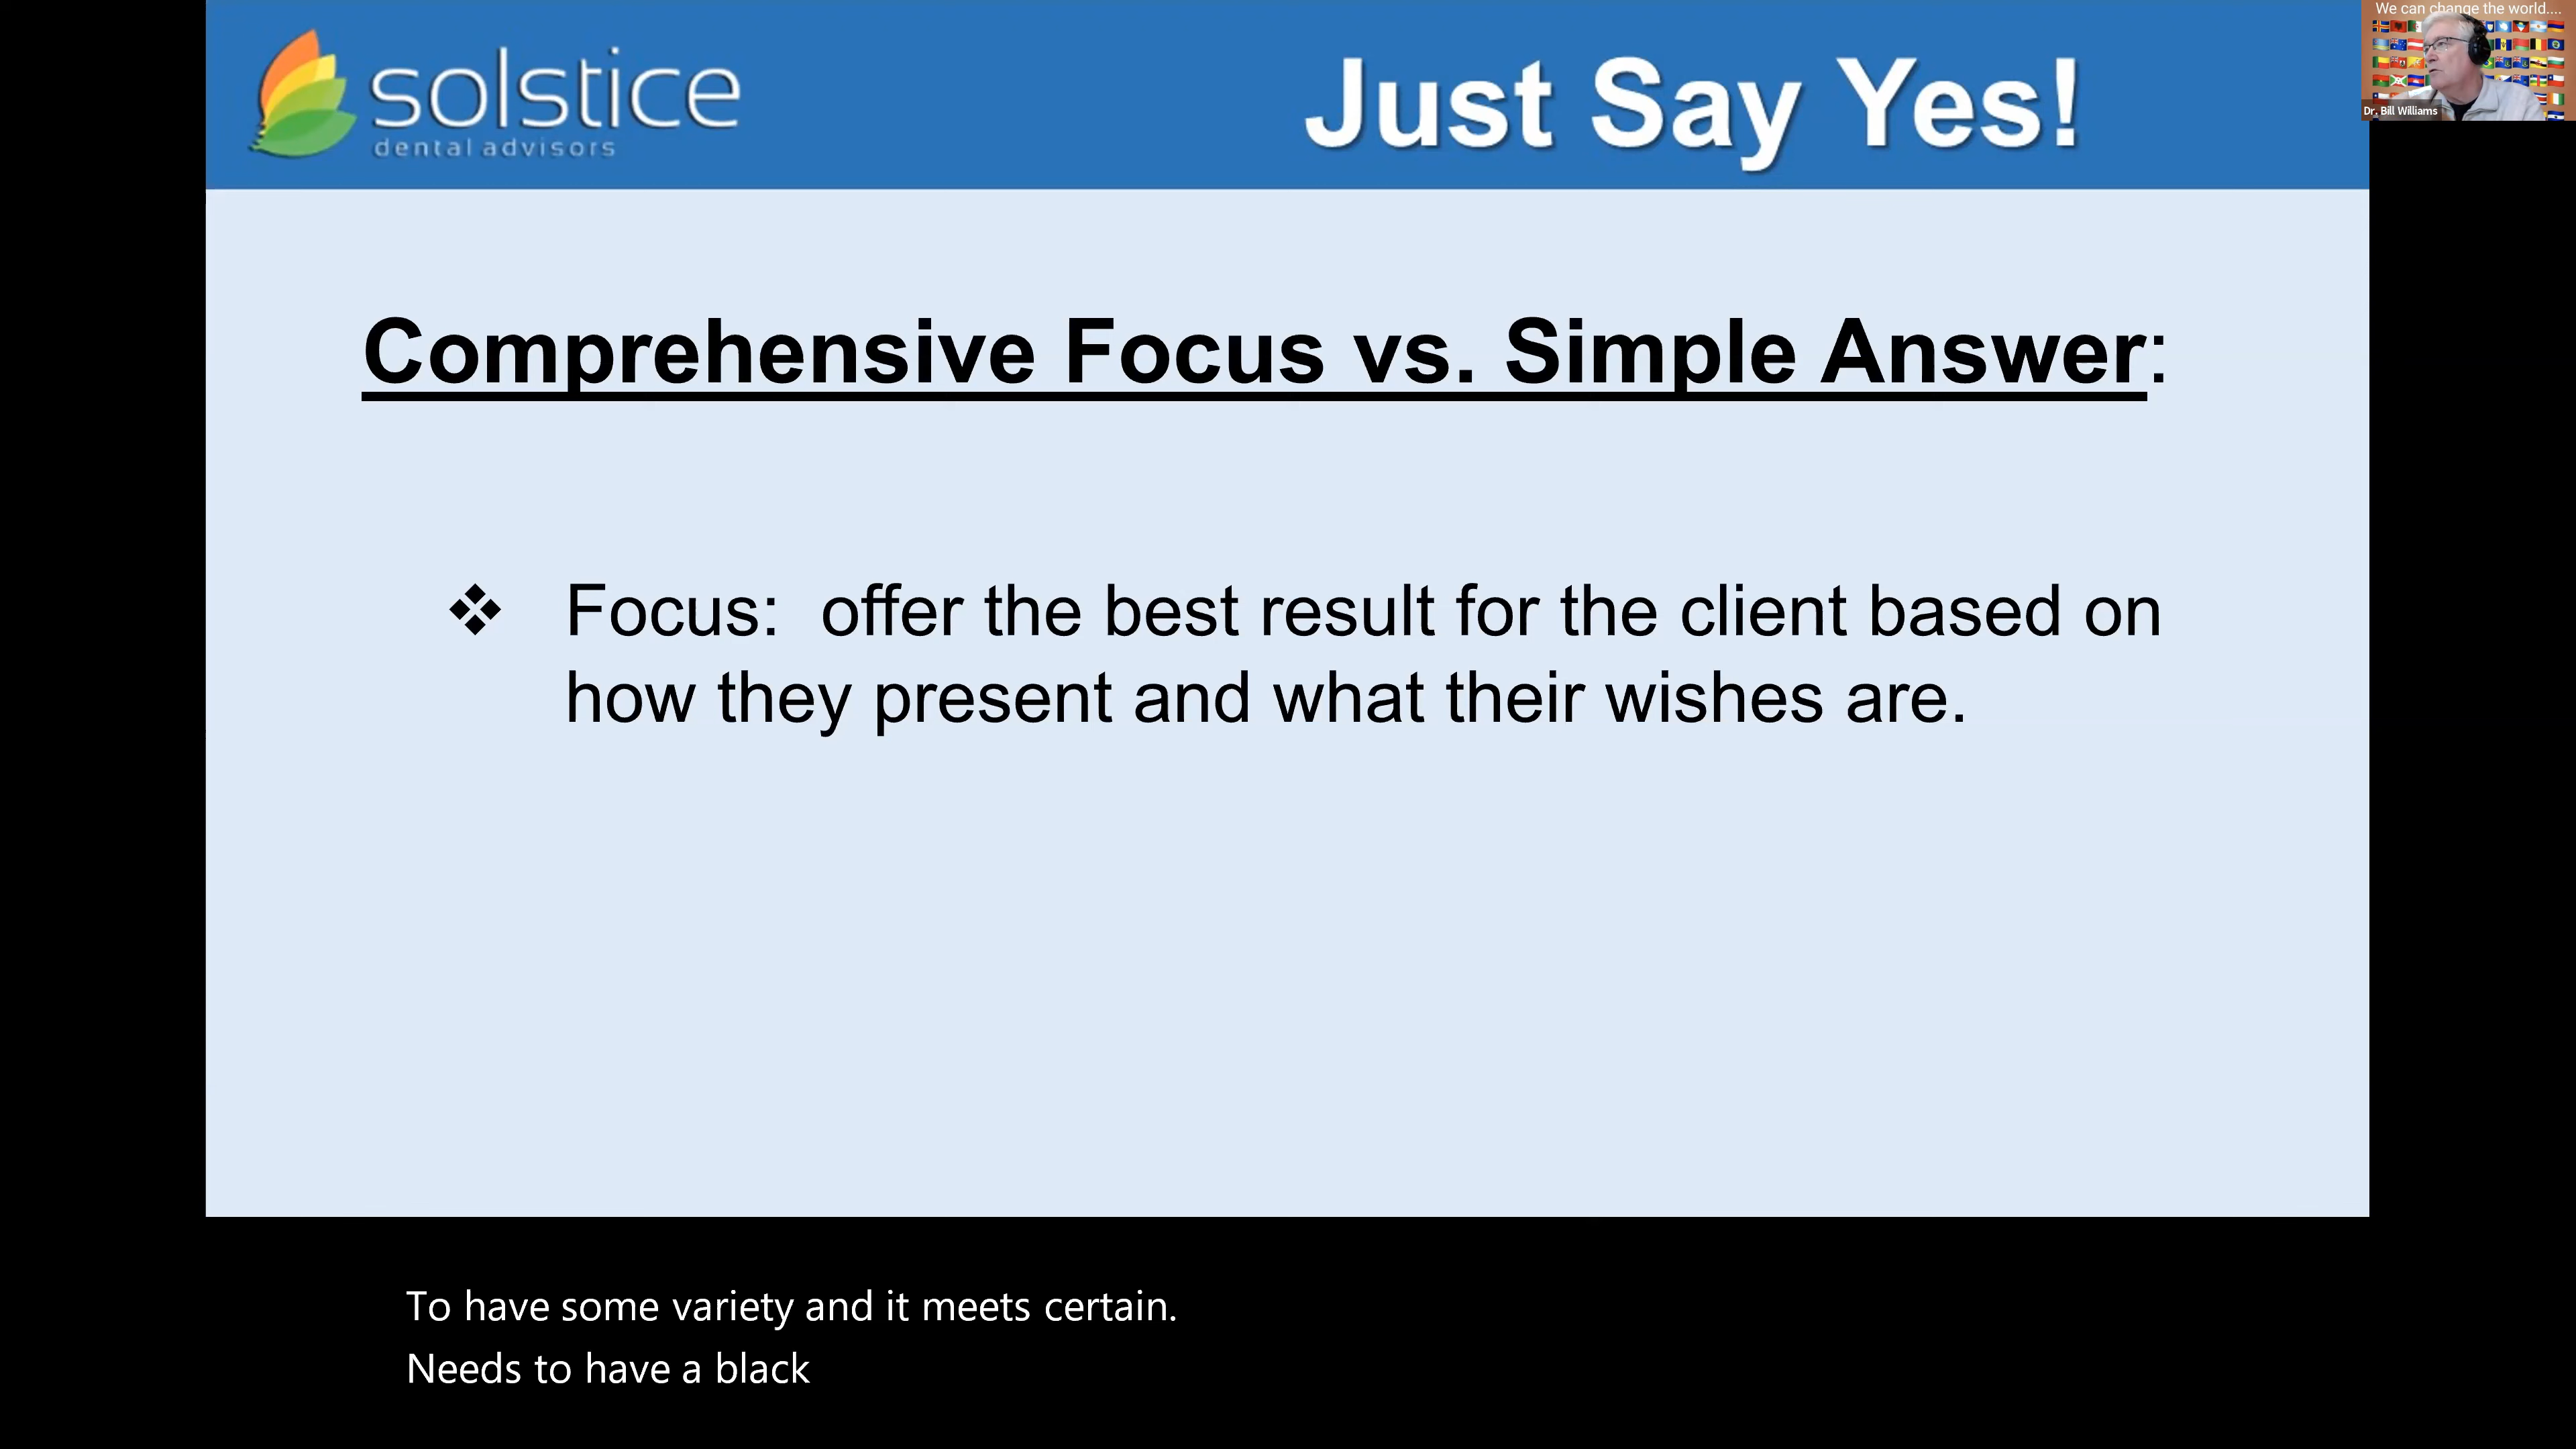 solstice
dental advisors
Just Say Yes!
We can change the world....
Dr. Bill Williams
Comprehensive Focus vs. Simple Answer:
❖ Focus:  offer the best result for the client based on
how they present and what their wishes are.
To have some variety and it meets certain.
Needs to have a black